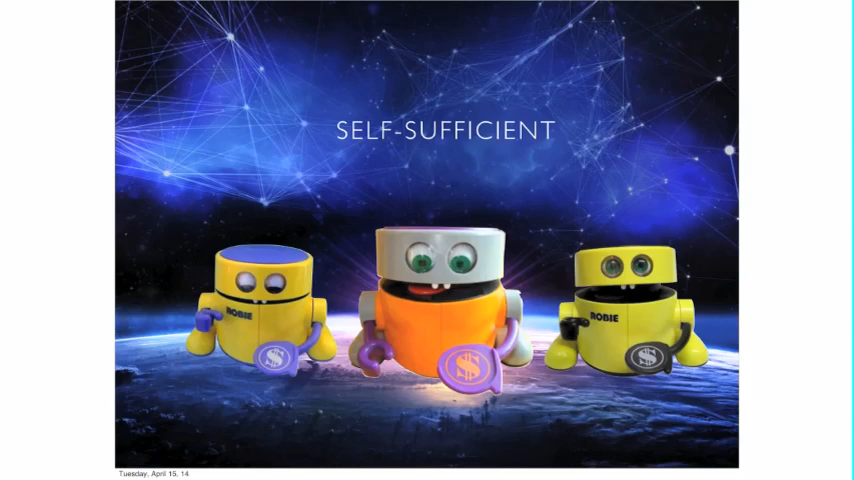 SELF-SUFFICIENT
ROBIE
ROBIE
$
$
$
Tuesday, April 15, 14